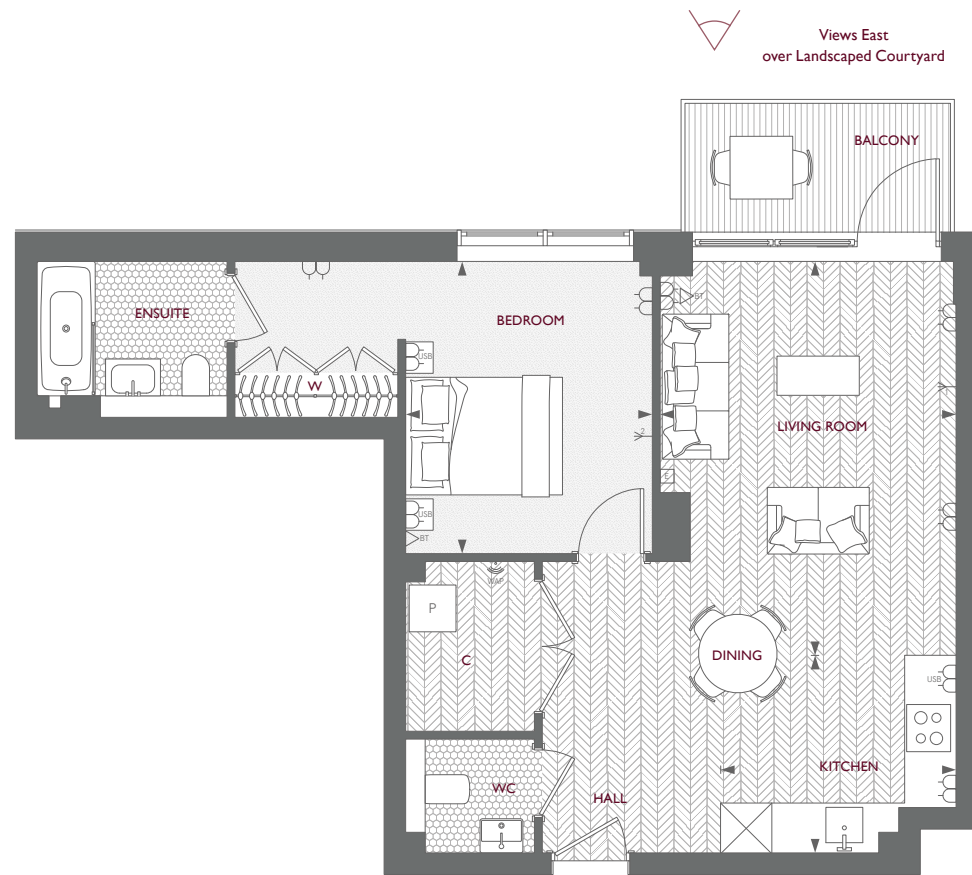 Views East
over Landscaped Courtyard
BALCONY
BT
ENSUITE
BEDROOM
USB
W
2
LIVING ROOM
E
USB
BT
WAP
P
C
DINING
USB
KITCHEN
WC
HALL